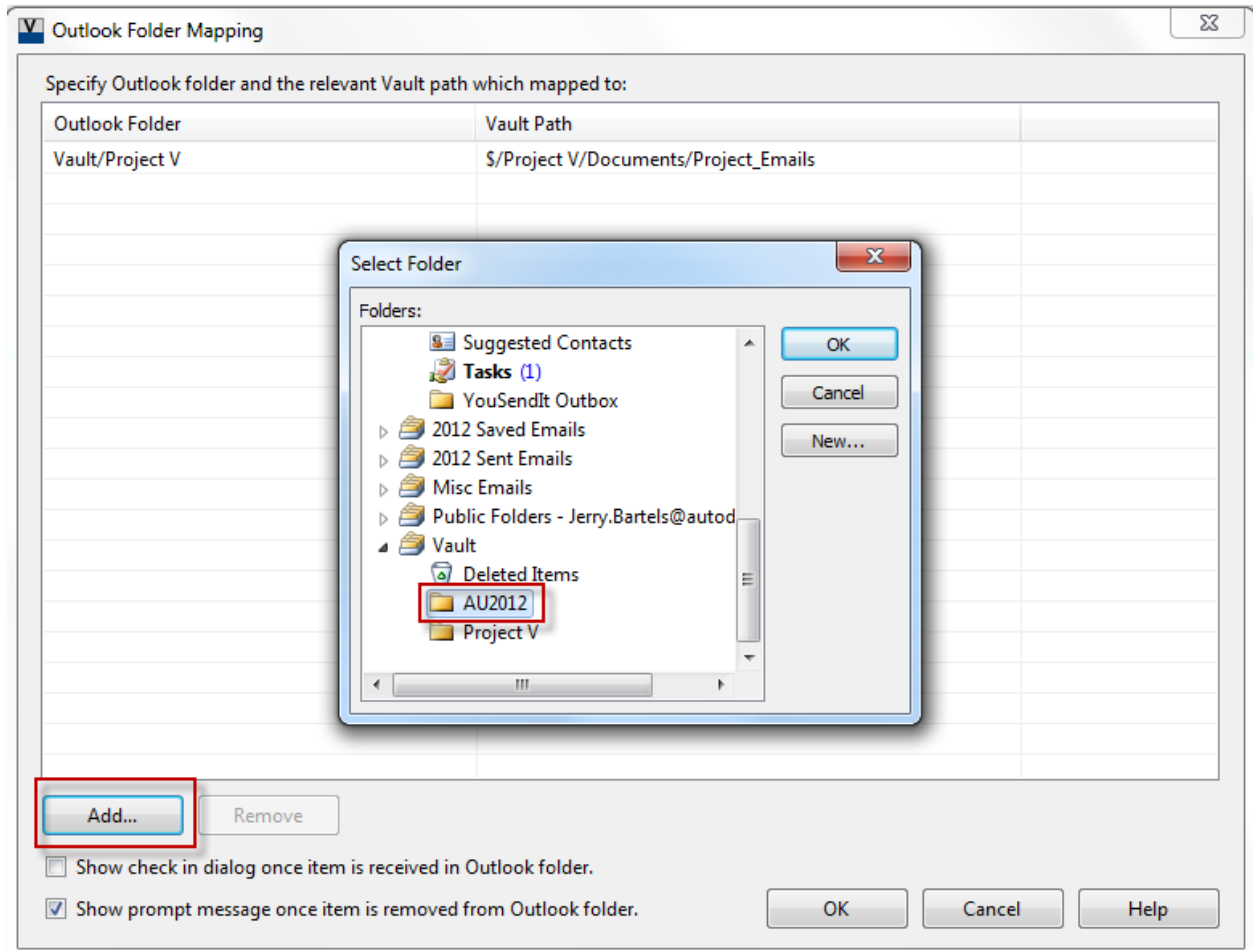 Outlook Folder Mapping
Specify Outlook folder and the relevant Vault path which mapped to:
Outlook Folder Vault Path
Vault/Project V $/Project V/Documents/Project_Emails
Select Folder
Folders:
Suggested Contacts
Tasks (1)
YouSendIt Outbox
2012 Saved Emails
2012 Sent Emails
Misc Emails
Public Folders - Jerry.Bartels@autod
Vault
Deleted Items
AU2012
Project V
OK
Cancel
New...
Add... Remove
Show check in dialog once item is received in Outlook folder.
Show prompt message once item is removed from Outlook folder.
OK Cancel Help